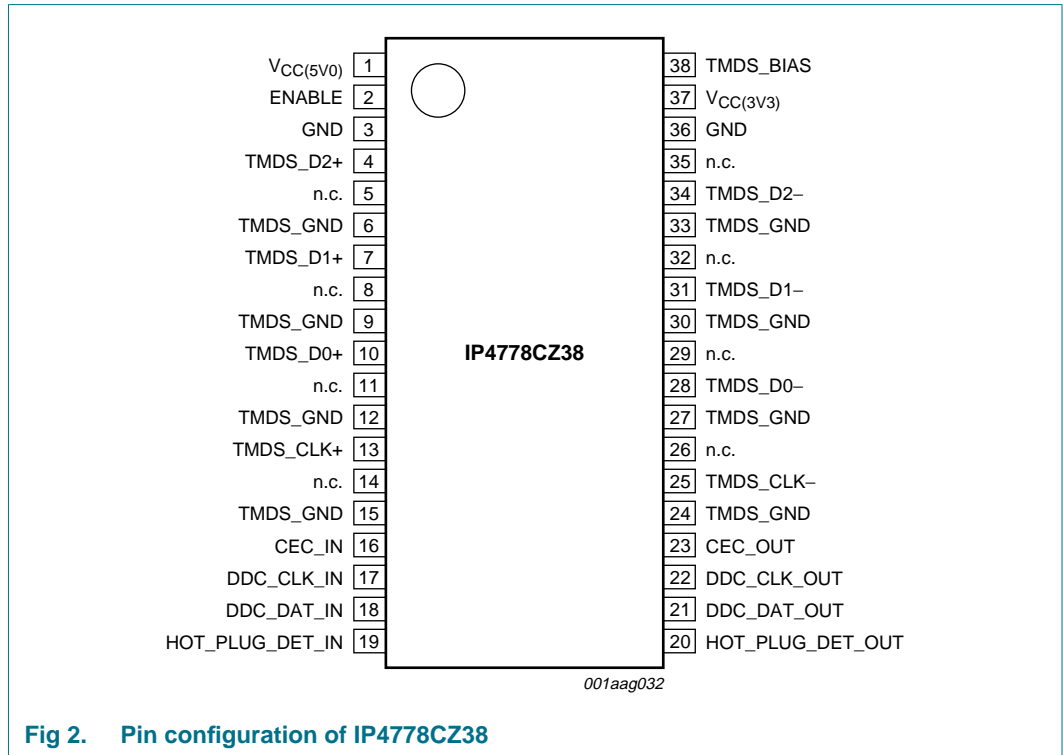 VCC(5V0) 1
ENABLE 2
GND 3
TMDS_D2+ 4
n.c. 5
TMDS_GND 6
TMDS_D1+ 7
n.c. 8
TMDS_GND 9
TMDS_D0+ 10
n.c. 11
TMDS_GND 12
TMDS_CLK+ 13
n.c. 14
TMDS_GND 15
CEC_IN 16
DDC_CLK_IN 17
DDC_DAT_IN 18
HOT_PLUG_DET_IN 19
IP4778CZ38
38 TMDS_BIAS
37 VCC(3V3)
36 GND
35 n.c.
34 TMDS_D2−
33 TMDS_GND
32 n.c.
31 TMDS_D1−
30 TMDS_GND
29 n.c.
28 TMDS_D0−
27 TMDS_GND
26 n.c.
25 TMDS_CLK−
24 TMDS_GND
23 CEC_OUT
22 DDC_CLK_OUT
21 DDC_DAT_OUT
20 HOT_PLUG_DET_OUT
001aag032
Fig 2. Pin configuration of IP4778CZ38